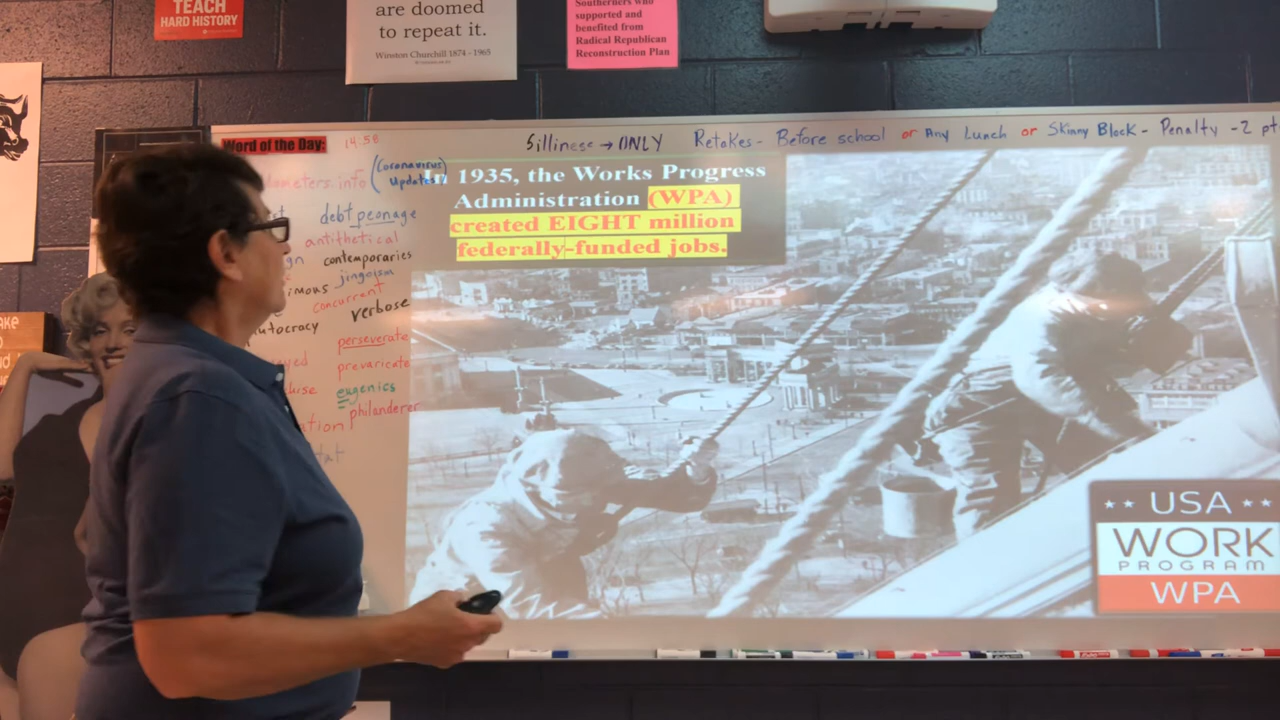 TEACH
HARD HISTORY
are doomed
to repeat it.
Winston Churchill 1874 - 1965
Southerners who
supported and
benefited from
Radical Republican
Reconstruction Plan
Word of the Day:
14:58
Silliness → ONLY
Retakes - Before school or Any Lunch or Skinny Block - Penalty -2 pt
(Coronavirus
Updates)
In 1935, the Works Progress
Administration (WPA)
created EIGHT million
federally-funded jobs.
debt peonage
antithetical
contemporaries
jingoism
concurrent
verbose
perseverate
prevaricate
eugenics
philanderer
USA
WORK
PROGRAM
WPA